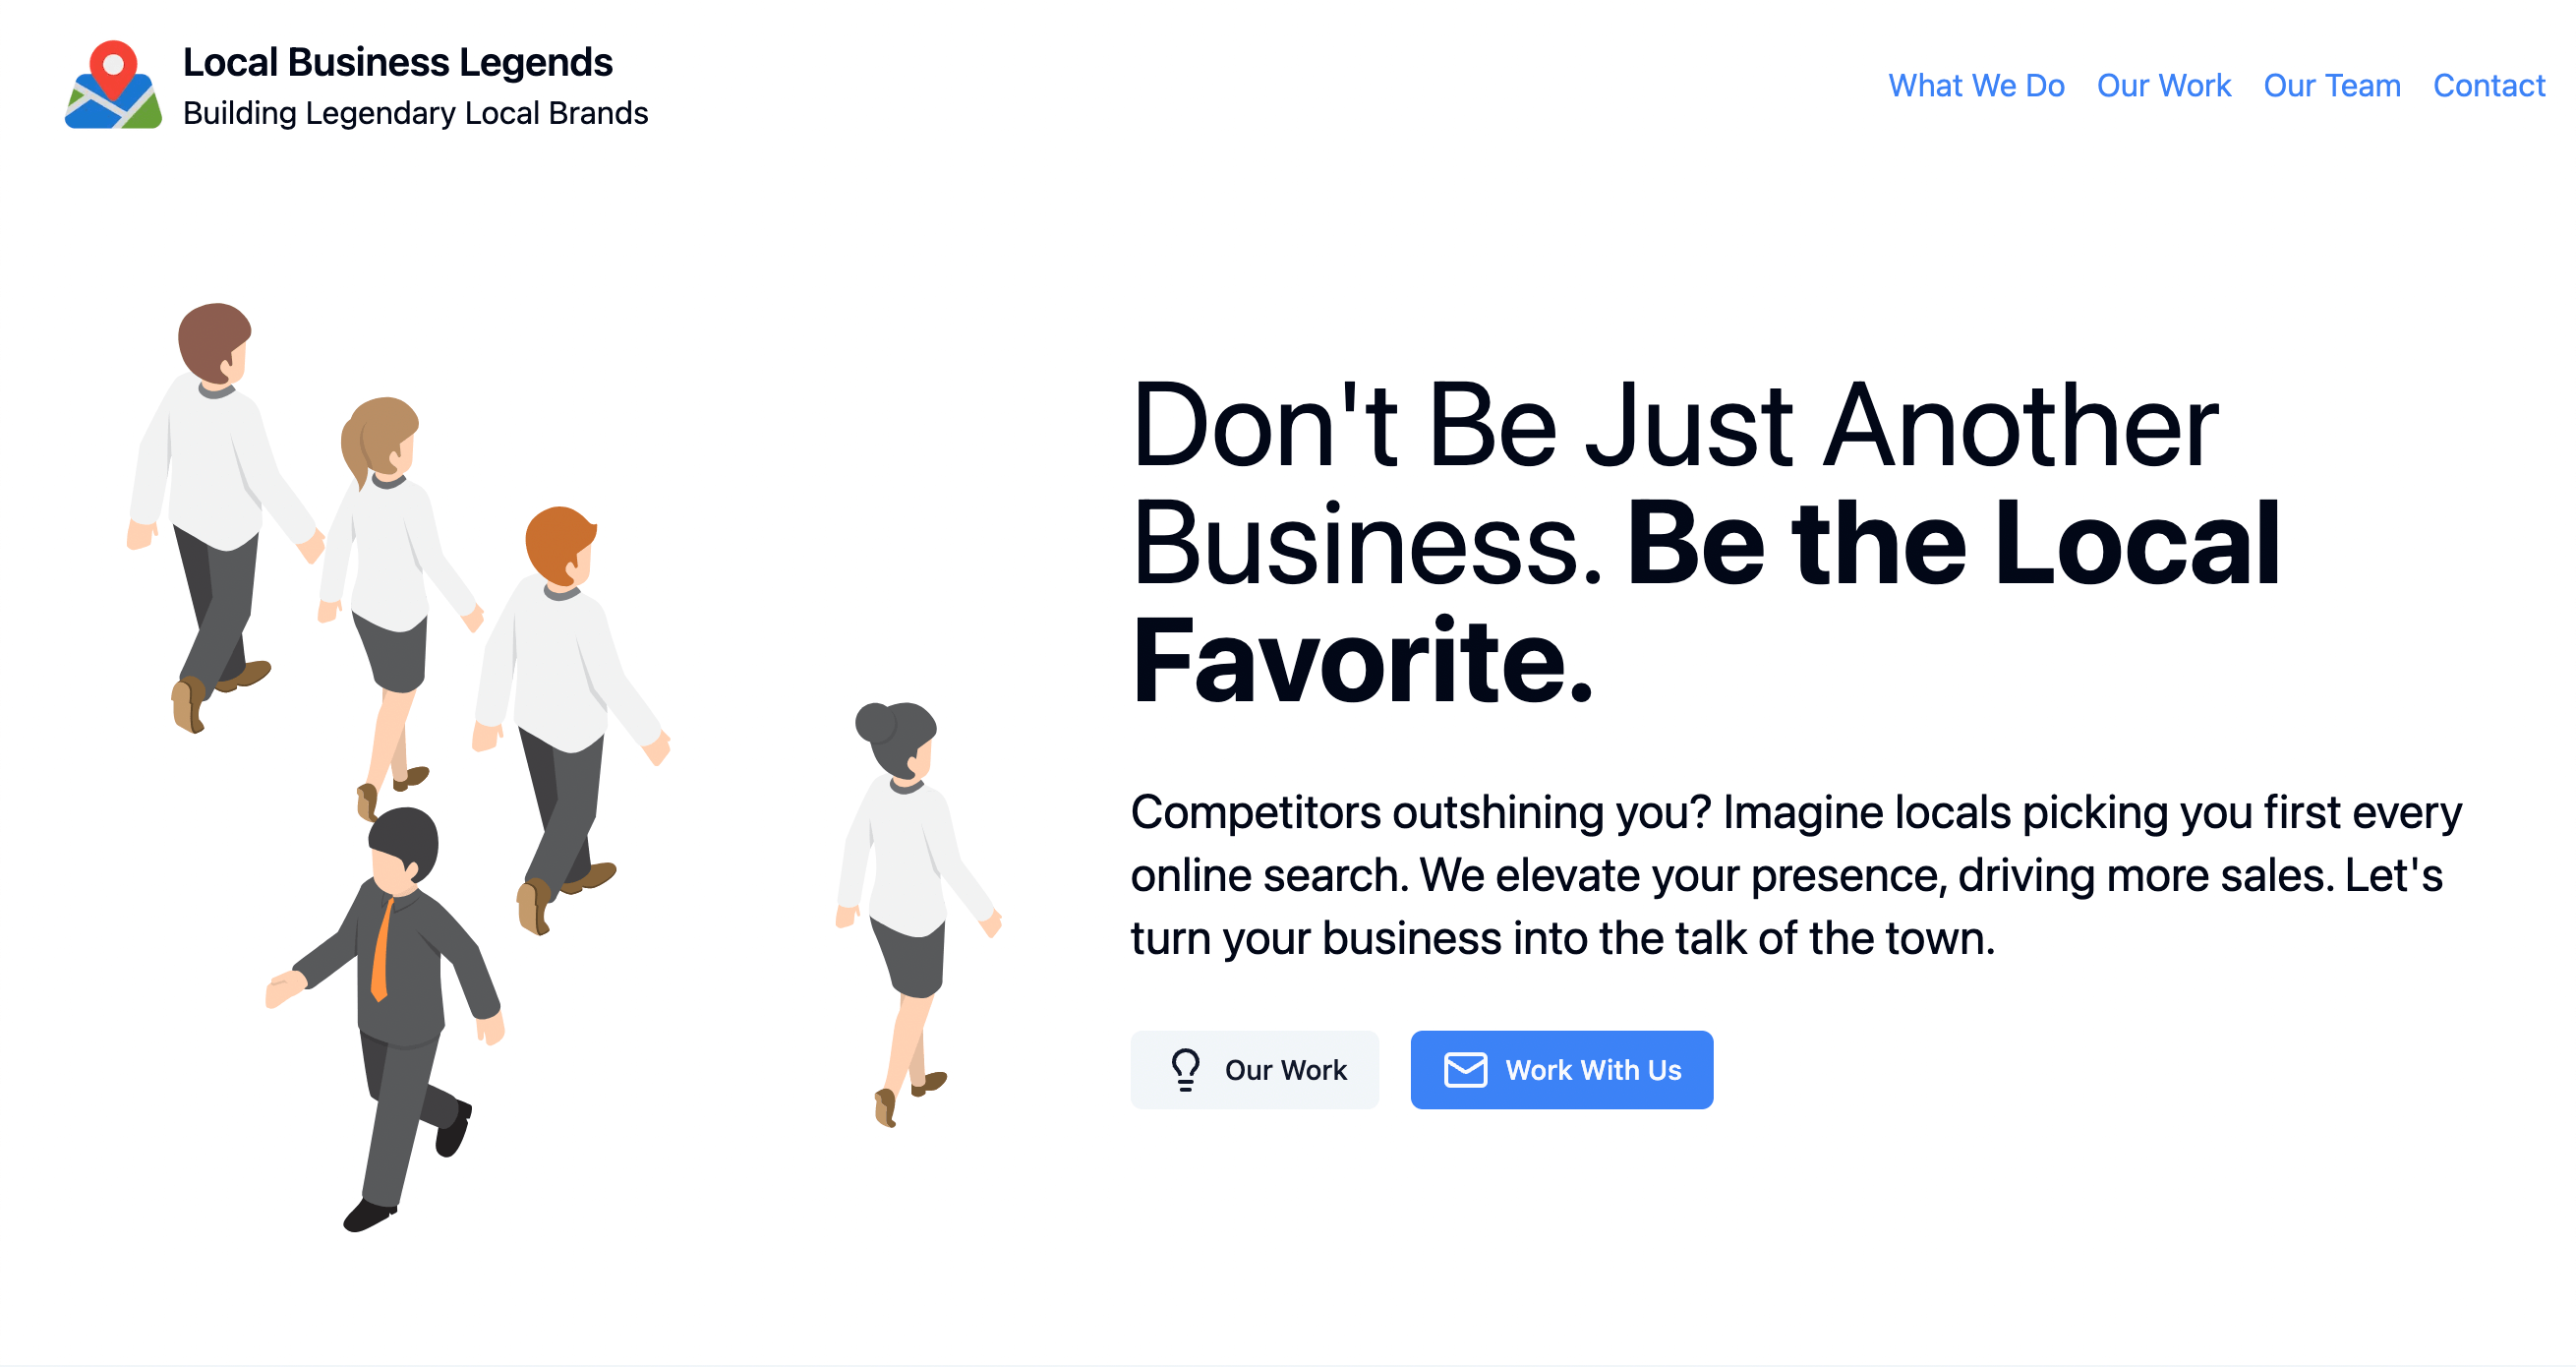 Local Business Legends
Building Legendary Local Brands
What We Do
Our Work
Our Team
Contact
Don't Be Just Another
Business. Be the Local
Favorite.
Competitors outshining you? Imagine locals picking you first every
online search. We elevate your presence, driving more sales. Let's
turn your business into the talk of the town.
Our Work
Work With Us